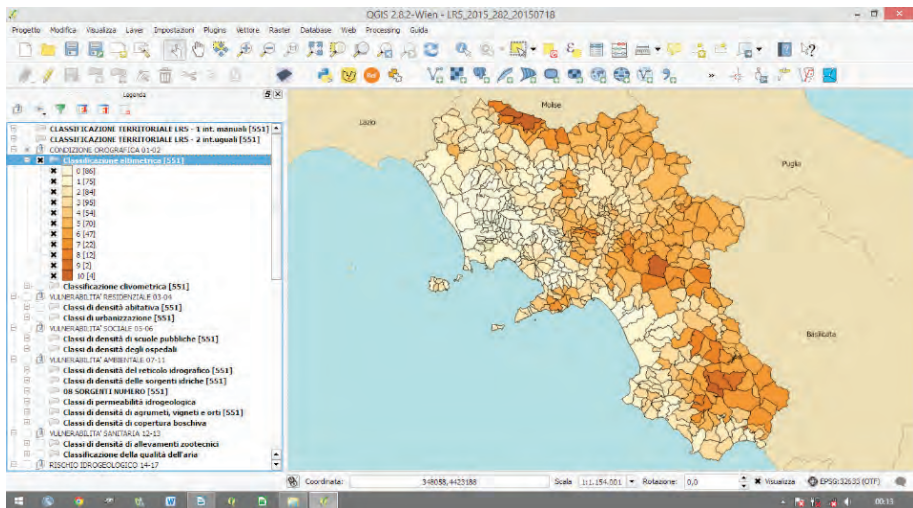 QGIS 2.8.2-Wien - LR5_2015_282_20150718
Progetto Modifica Visualizza Layer Impostazioni Plugins Vettore Raster Database Web Processing Guida
Legenda
CLASSIFICAZIONE TERRITORIALE LR5 - 1 int. manuali [551]
CLASSIFICAZIONE TERRITORIALE LR5 - 2 int.uguali [551]
CONDIZIONE OROGRAFICA 01-02
Classificazione altimetrica [551]
0 [86]
1 [75]
2 [84]
3 [95]
4 [54]
5 [70]
6 [47]
7 [22]
8 [12]
9 [2]
10 [4]
Classificazione clivometrica [551]
VULNERABILITA' RESIDENZIALE 03-04
Classi di densità abitativa [551]
Classi di urbanizzazione [551]
VULNERABILITA' SOCIALE 05-06
Classi di densità di scuole pubbliche [551]
Classi di densità degli ospedali
VULNERABILITA' AMBIENTALE 07-11
Classi di densità del reticolo idrografico [551]
Classi di densità delle sorgenti idriche [551]
08 SORGENTI NUMERO [551]
Classi di permeabilità idrogeologica
Classi di densità di agrumeti, vigneti e orti [551]
Classi di densità di copertura boschiva
VULNERABILITA' SANITARIA 12-13
Classi di densità di allevamenti zootecnici
Classificazione della qualità dell'aria
RISCHIO IDROGEOLOGICO 14-17
Lazio
Molise
Puglia
Basilicata
Coordinata: 348058,4423188 Scala 1:1.154.001 Rotazione: 0,0 Visualizza EPSG:32633 (OTF)
00:13